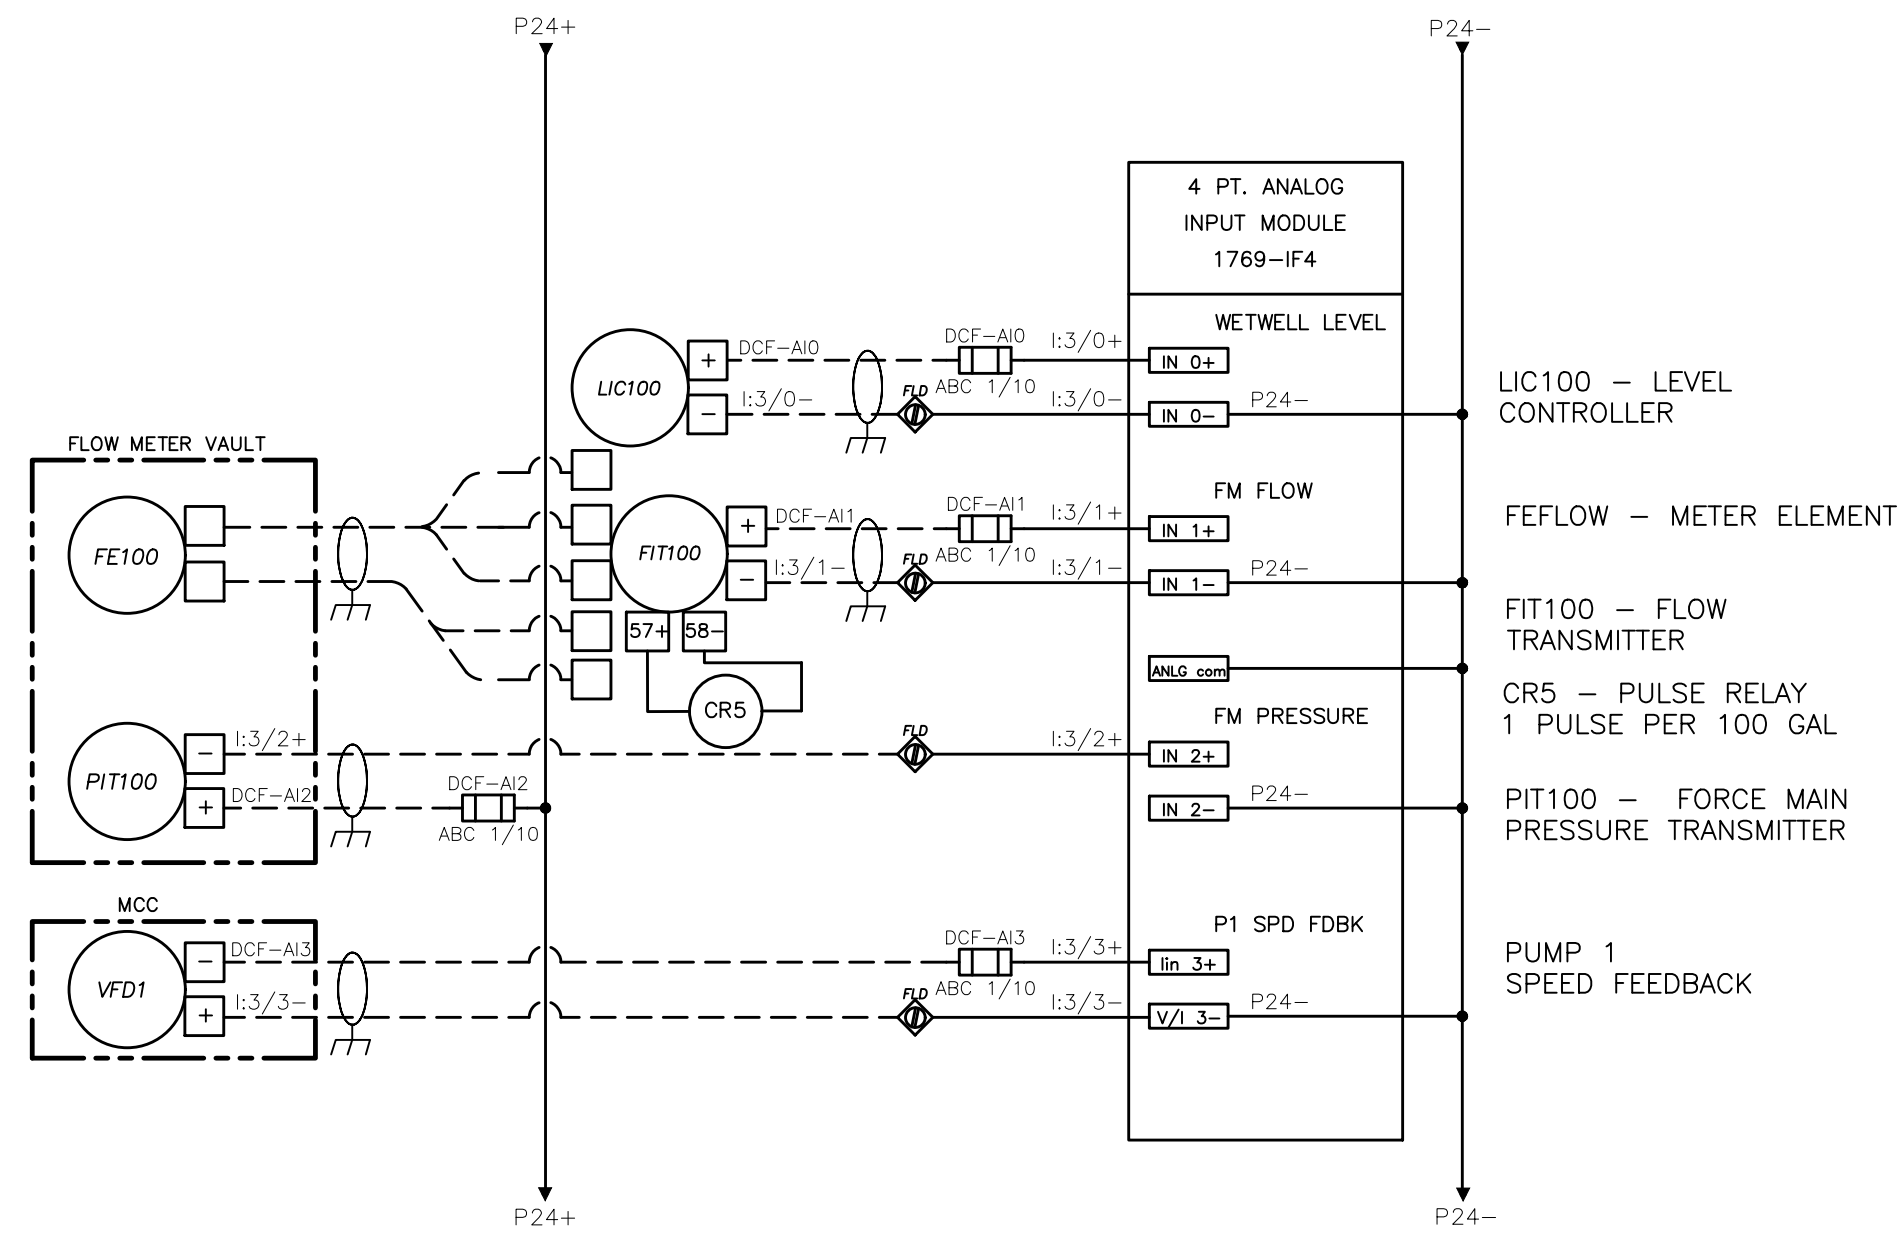 P24+
P24-
4 PT. ANALOG
INPUT MODULE
1769-IF4
WETWELL LEVEL
LIC100
+
DCF-AI0
DCF-AI0
ABC 1/10
I:3/0+
IN 0+
-
I:3/0-
FLD
I:3/0-
IN 0-
P24-
LIC100 - LEVEL
CONTROLLER
FLOW METER VAULT
FE100
FM FLOW
FIT100
+
DCF-AI1
DCF-AI1
ABC 1/10
I:3/1+
IN 1+
-
I:3/1-
FLD
I:3/1-
IN 1-
P24-
FEFLOW - METER ELEMENT
57+
58-
CR5
ANLG com
FIT100 - FLOW
TRANSMITTER
CR5 - PULSE RELAY
1 PULSE PER 100 GAL
FM PRESSURE
PIT100
-
I:3/2+
FLD
I:3/2+
IN 2+
+
DCF-AI2
DCF-AI2
ABC 1/10
IN 2-
P24-
PIT100 - FORCE MAIN
PRESSURE TRANSMITTER
MCC
P1 SPD FDBK
VFD1
-
DCF-AI3
DCF-AI3
ABC 1/10
I:3/3+
Iin 3+
+
I:3/3-
FLD
I:3/3-
V/I 3-
P24-
PUMP 1
SPEED FEEDBACK
P24+
P24-